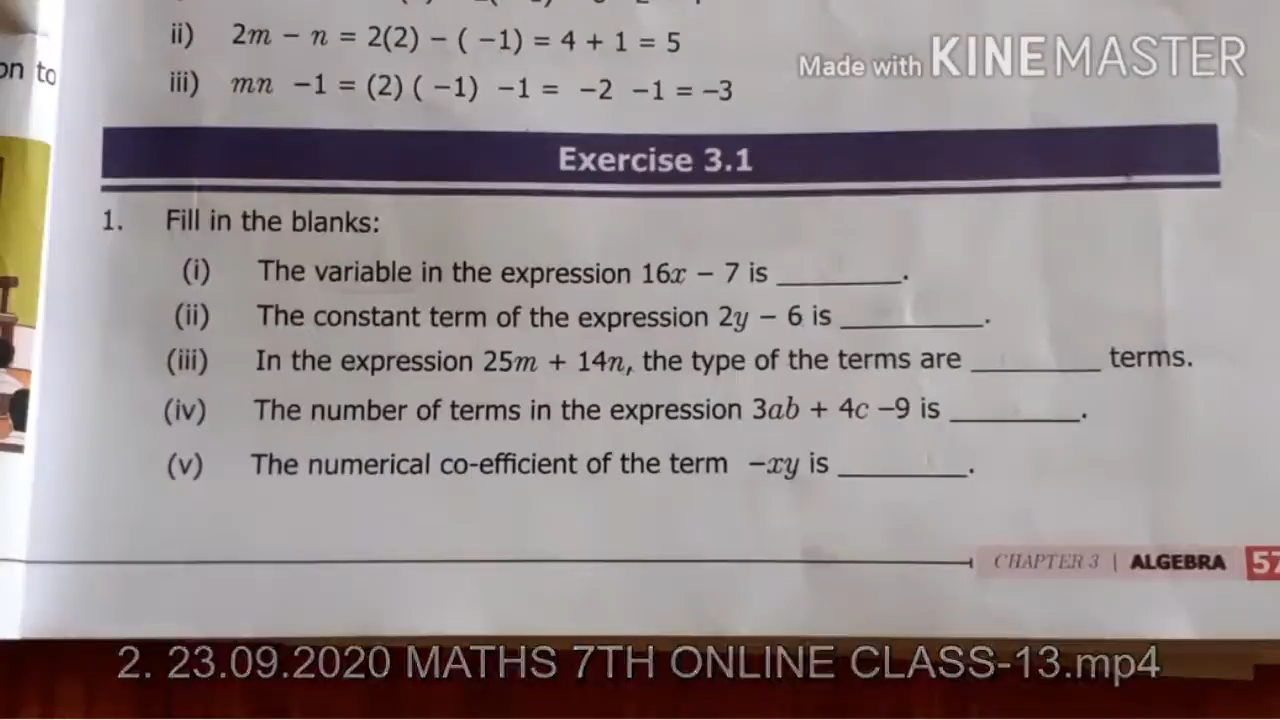 ii) 2m − n = 2(2) − ( −1) = 4 + 1 = 5
on to
Made with KINEMASTER
iii) mn −1 = (2) ( −1) −1 = −2 −1 = −3
Exercise 3.1
1. Fill in the blanks:
(i) The variable in the expression 16x − 7 is ________.
(ii) The constant term of the expression 2y − 6 is ________.
(iii) In the expression 25m + 14n, the type of the terms are ________ terms.
(iv) The number of terms in the expression 3ab + 4c −9 is ________.
(v) The numerical co-efficient of the term −xy is ________.
CHAPTER 3 | ALGEBRA 57
2. 23.09.2020 MATHS 7TH ONLINE CLASS-13.mp4